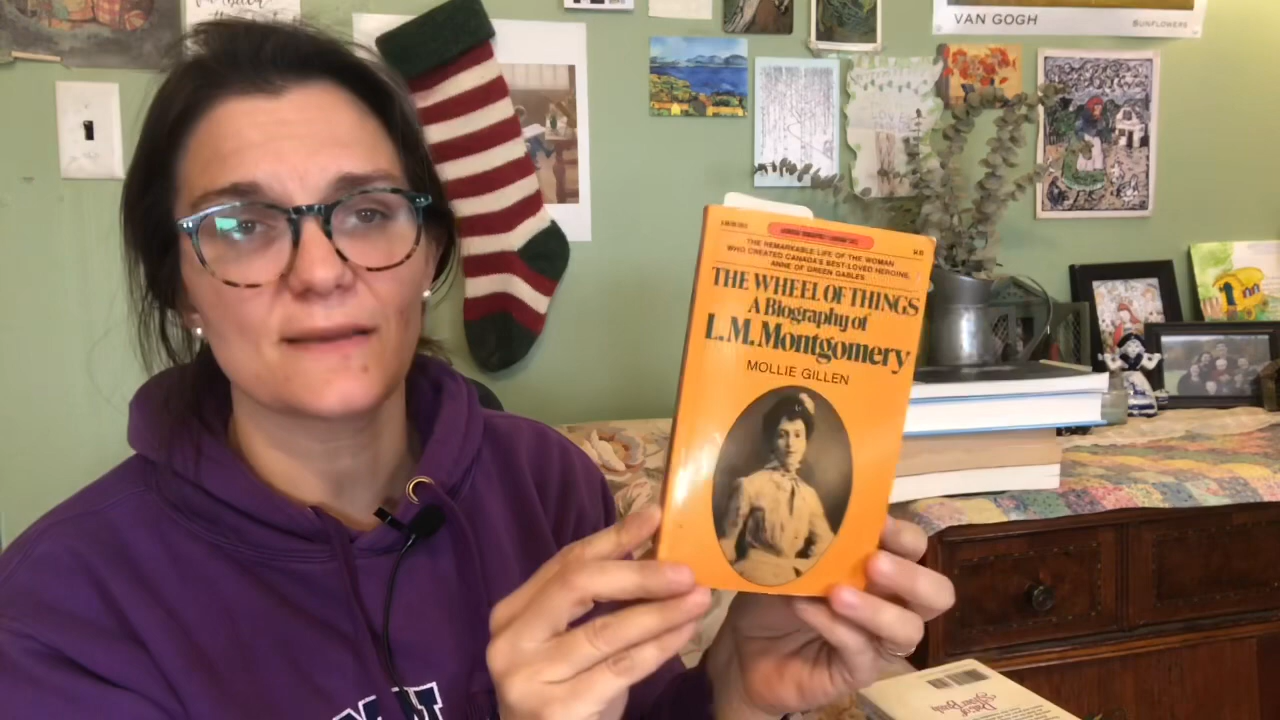 VAN GOGH
SUNFLOWERS
THE REMARKABLE LIFE OF THE WOMAN
WHO CREATED CANADA'S BEST-LOVED HEROINE,
ANNE OF GREEN GABLES
THE WHEEL OF THINGS
A Biography of
L.M. Montgomery
MOLLIE GILLEN